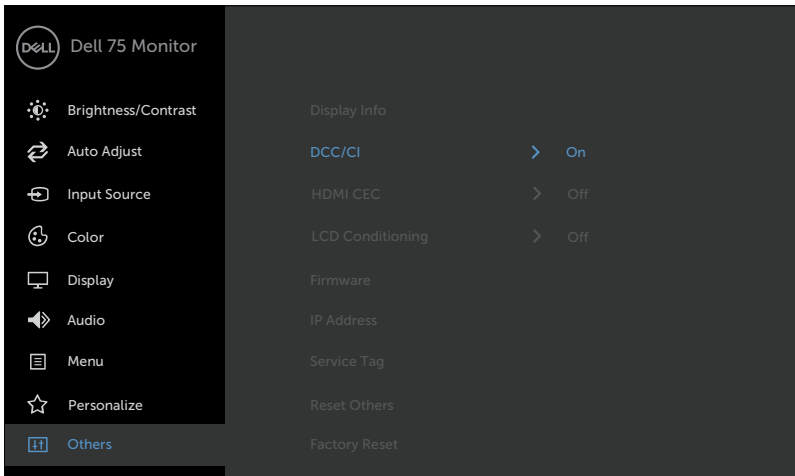 DELL Dell 75 Monitor
Brightness/Contrast
Auto Adjust
Input Source
Color
Display
Audio
Menu
Personalize
Others
Display Info
DCC/CI On
HDMI CEC Off
LCD Conditioning Off
Firmware
IP Address
Service Tag
Reset Others
Factory Reset